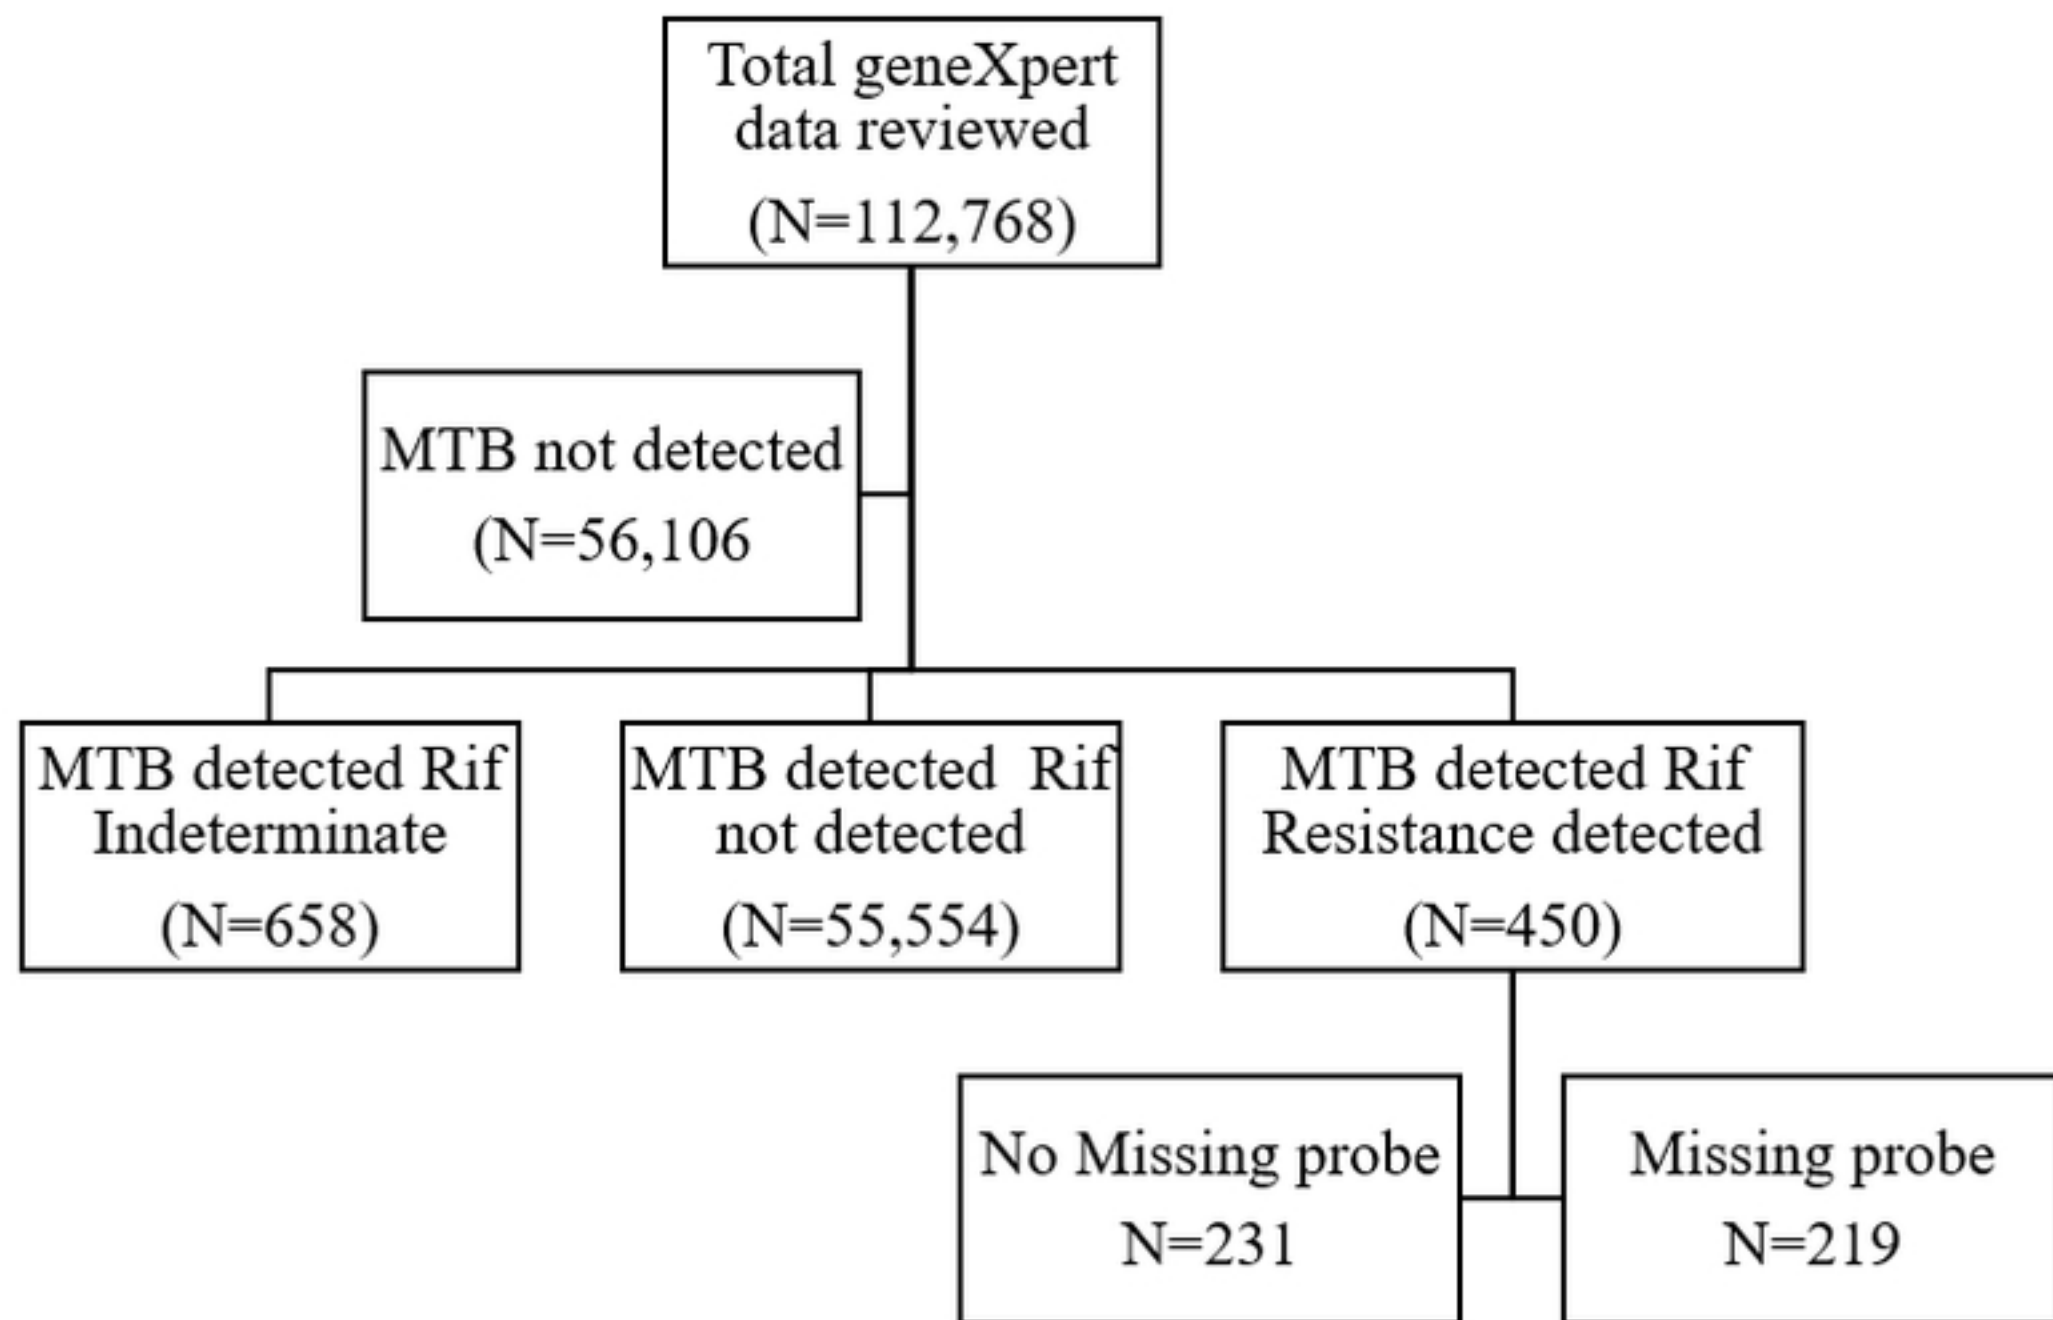 Total geneXpert
data reviewed
(N=112,768)
MTB not detected
(N=56,106
MTB detected Rif
Indeterminate
(N=658)
MTB detected  Rif
not detected
(N=55,554)
MTB detected Rif
Resistance detected
(N=450)
No Missing probe
N=231
Missing probe
N=219